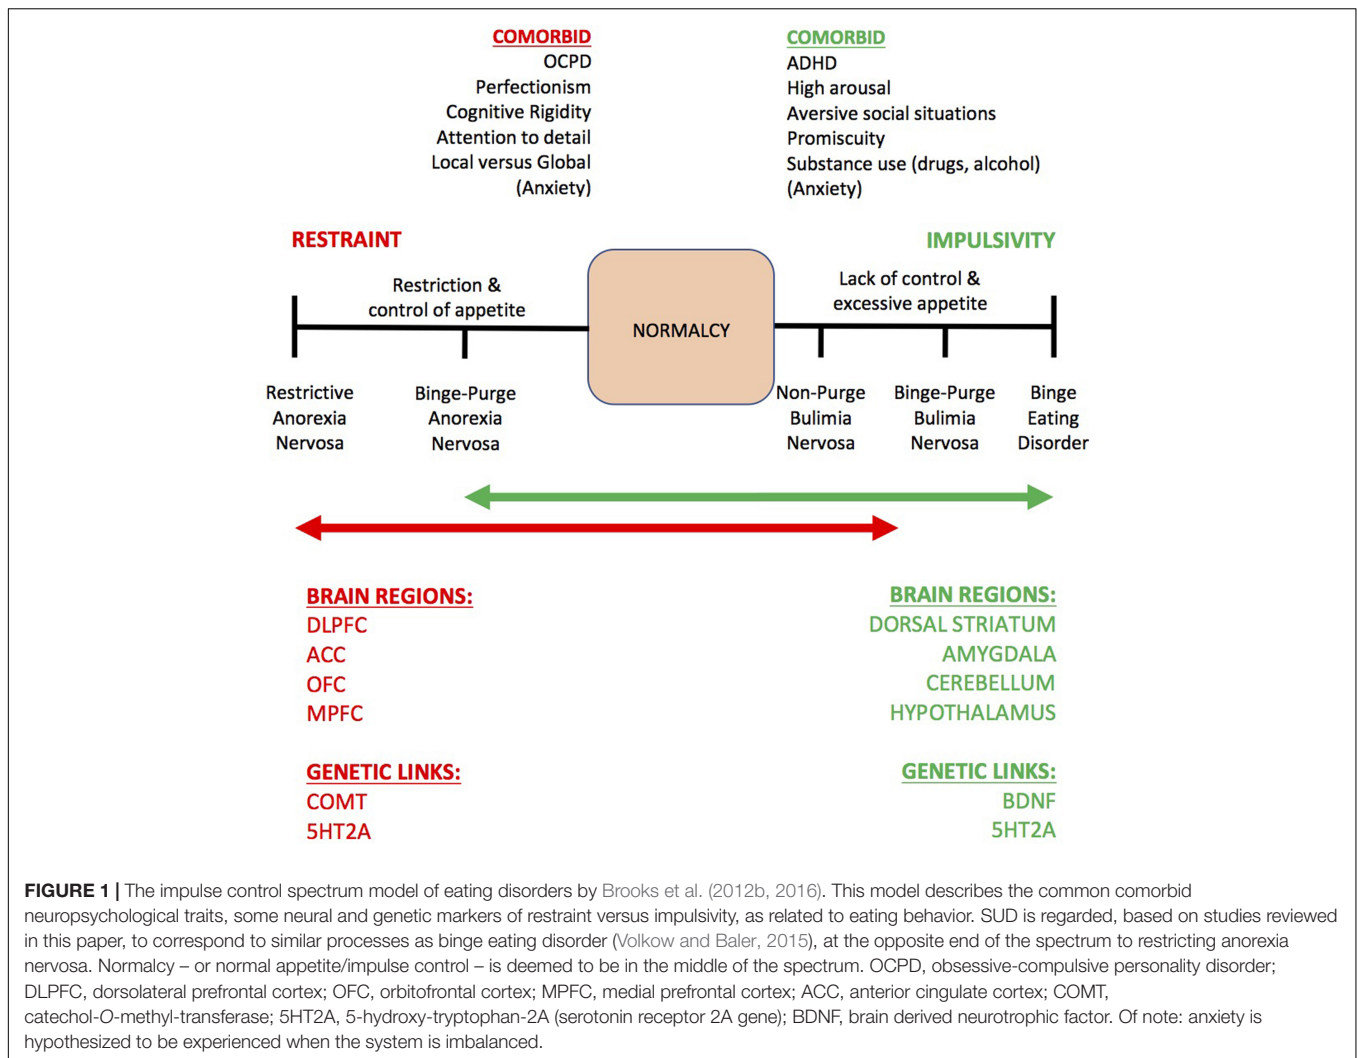 COMORBID
OCPD
Perfectionism
Cognitive Rigidity
Attention to detail
Local versus Global
(Anxiety)
COMORBID
ADHD
High arousal
Aversive social situations
Promiscuity
Substance use (drugs, alcohol)
(Anxiety)
RESTRAINT
IMPULSIVITY
Restriction &
control of appetite
NORMALCY
Lack of control &
excessive appetite
Restrictive
Anorexia
Nervosa
Binge-Purge
Anorexia
Nervosa
Non-Purge
Bulimia
Nervosa
Binge-Purge
Bulimia
Nervosa
Binge
Eating
Disorder
BRAIN REGIONS:
DLPFC
ACC
OFC
MPFC
GENETIC LINKS:
COMT
5HT2A
BRAIN REGIONS:
DORSAL STRIATUM
AMYGDALA
CEREBELLUM
HYPOTHALAMUS
GENETIC LINKS:
BDNF
5HT2A
FIGURE 1 | The impulse control spectrum model of eating disorders by Brooks et al. (2012b, 2016). This model describes the common comorbid
neuropsychological traits, some neural and genetic markers of restraint versus impulsivity, as related to eating behavior. SUD is regarded, based on studies reviewed
in this paper, to correspond to similar processes as binge eating disorder (Volkow and Baler, 2015), at the opposite end of the spectrum to restricting anorexia
nervosa. Normalcy – or normal appetite/impulse control – is deemed to be in the middle of the spectrum. OCPD, obsessive-compulsive personality disorder;
DLPFC, dorsolateral prefrontal cortex; OFC, orbitofrontal cortex; MPFC, medial prefrontal cortex; ACC, anterior cingulate cortex; COMT,
catechol-O-methyl-transferase; 5HT2A, 5-hydroxy-tryptophan-2A (serotonin receptor 2A gene); BDNF, brain derived neurotrophic factor. Of note: anxiety is
hypothesized to be experienced when the system is imbalanced.